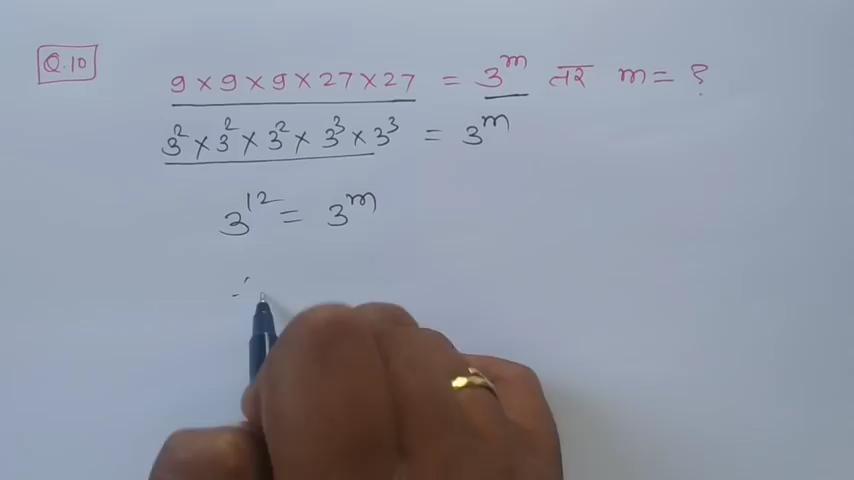 Q.10
9 × 9 × 9 × 27 × 27 = 3^m तर m = ?
3^2 × 3^2 × 3^2 × 3^3 × 3^3 = 3^m
3^12 = 3^m
∴